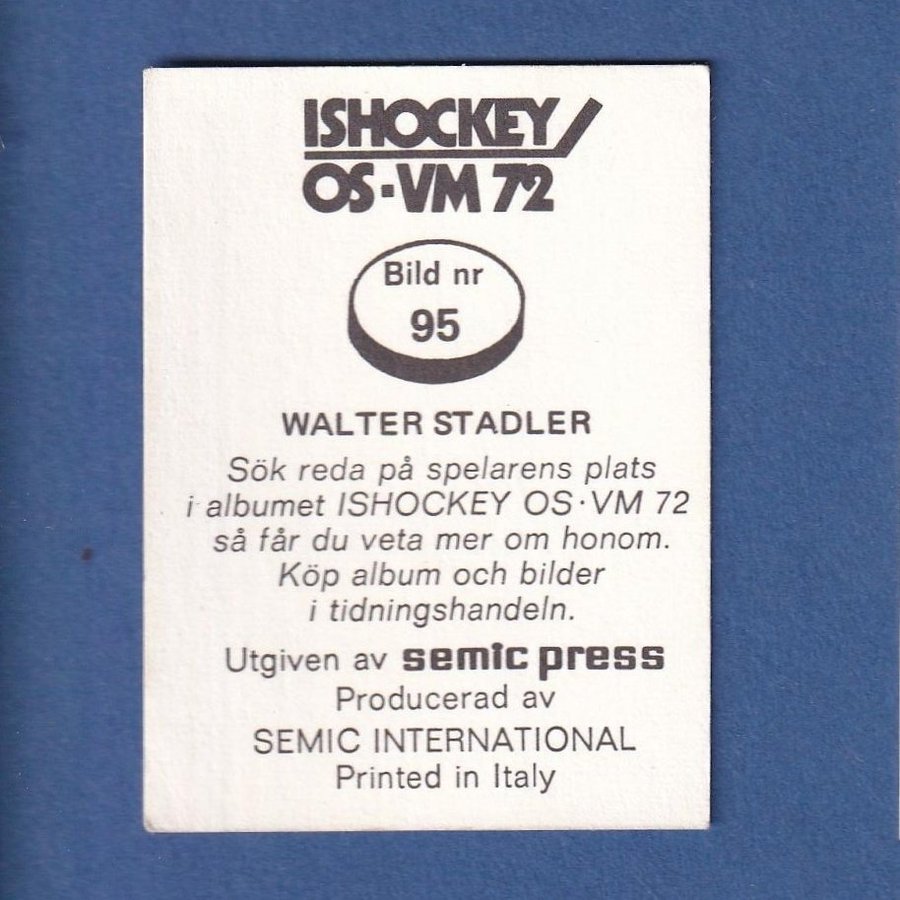 ISHOCKEY
OS·VM 72
Bild nr
95
WALTER STADLER
Sök reda på spelarens plats
i albumet ISHOCKEY OS·VM 72
så får du veta mer om honom.
Köp album och bilder
i tidningshandeln.
Utgiven av semic press
Producerad av
SEMIC INTERNATIONAL
Printed in Italy